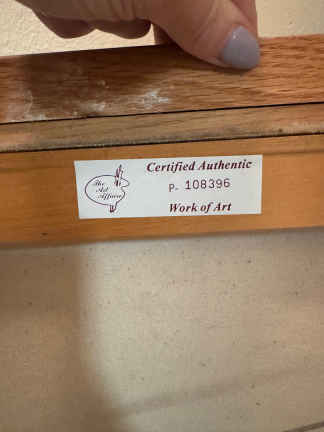 Certified Authentic
The
Art
Affair
P- 108396
Work of Art